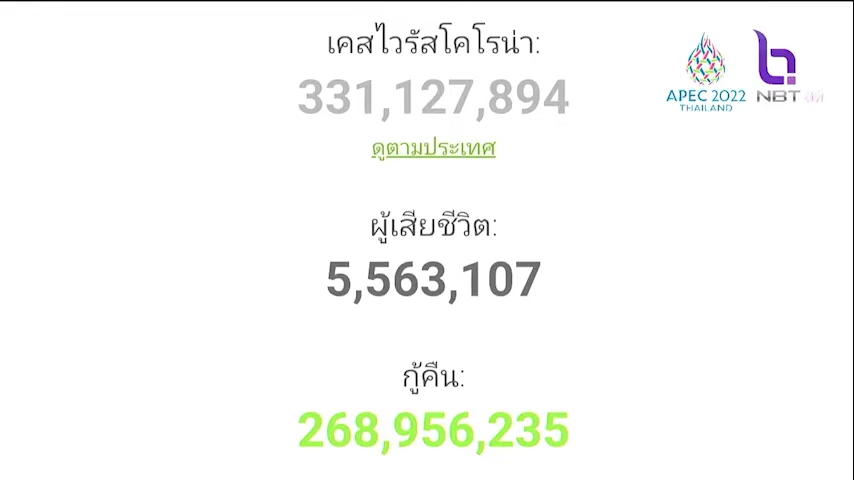 เคสไวรัสโคโรน่า:
331,127,894
ดูตามประเทศ
ผู้เสียชีวิต:
5,563,107
กู้คืน:
268,956,235
APEC 2022
THAILAND
NBT